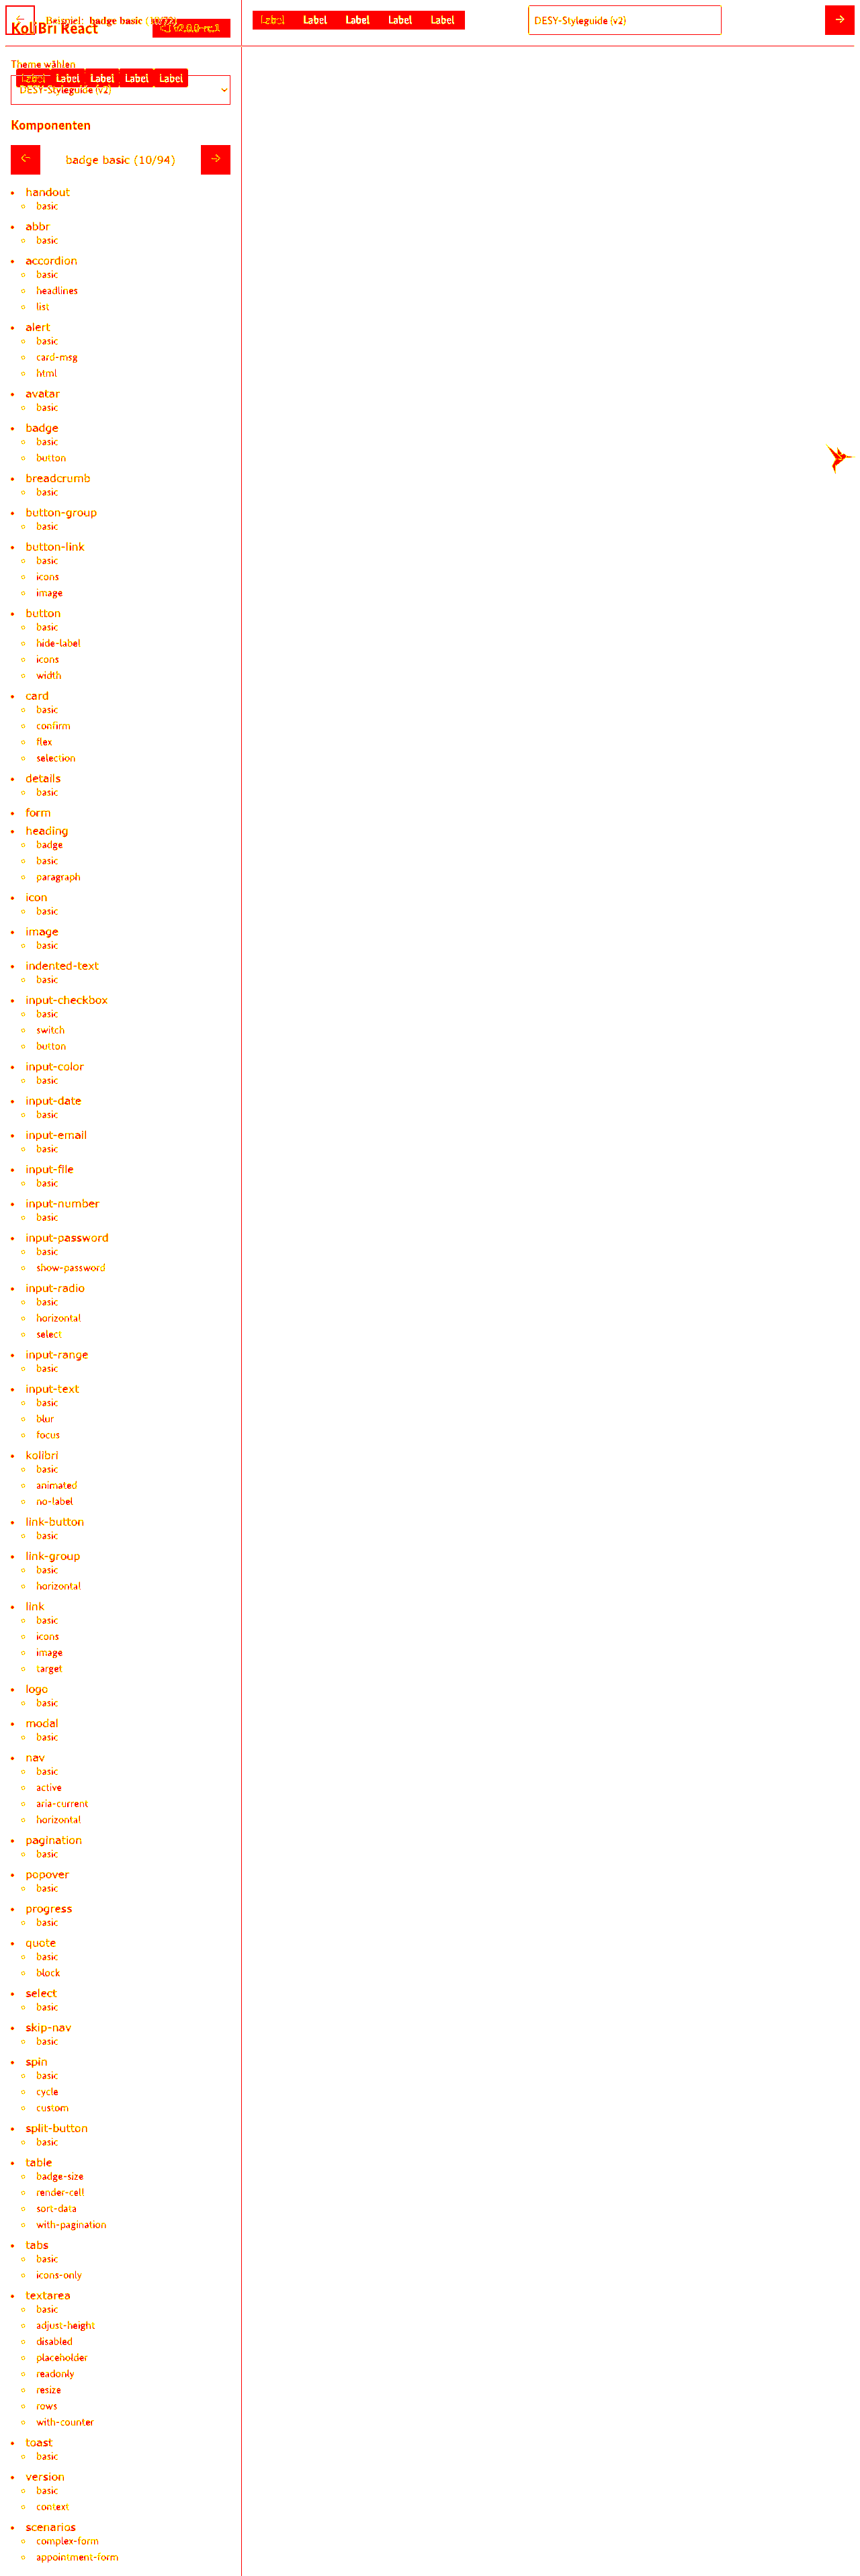 Beispiel: badge basic (10/72)
KoliBri React
v2.0.0-rc.1
Label Label Label Label Label
DESY-Styleguide (v2)
Theme wählen
Label Label Label Label Label
DESY-Styleguide (v2)
Komponenten
badge basic (10/94)
handout
basic
abbr
basic
accordion
basic
headlines
list
alert
basic
card-msg
html
avatar
basic
badge
basic
button
breadcrumb
basic
button-group
basic
button-link
basic
icons
image
button
basic
hide-label
icons
width
card
basic
confirm
flex
selection
details
basic
form
heading
badge
basic
paragraph
icon
basic
image
basic
indented-text
basic
input-checkbox
basic
switch
button
input-color
basic
input-date
basic
input-email
basic
input-file
basic
input-number
basic
input-password
basic
show-password
input-radio
basic
horizontal
select
input-range
basic
input-text
basic
blur
focus
kolibri
basic
animated
no-label
link-button
basic
link-group
basic
horizontal
link
basic
icons
image
target
logo
basic
modal
basic
nav
basic
active
aria-current
horizontal
pagination
basic
popover
basic
progress
basic
quote
basic
block
select
basic
skip-nav
basic
spin
basic
cycle
custom
split-button
basic
table
badge-size
render-cell
sort-data
with-pagination
tabs
basic
icons-only
textarea
basic
adjust-height
disabled
placeholder
readonly
resize
rows
with-counter
toast
basic
version
basic
context
scenarios
complex-form
appointment-form